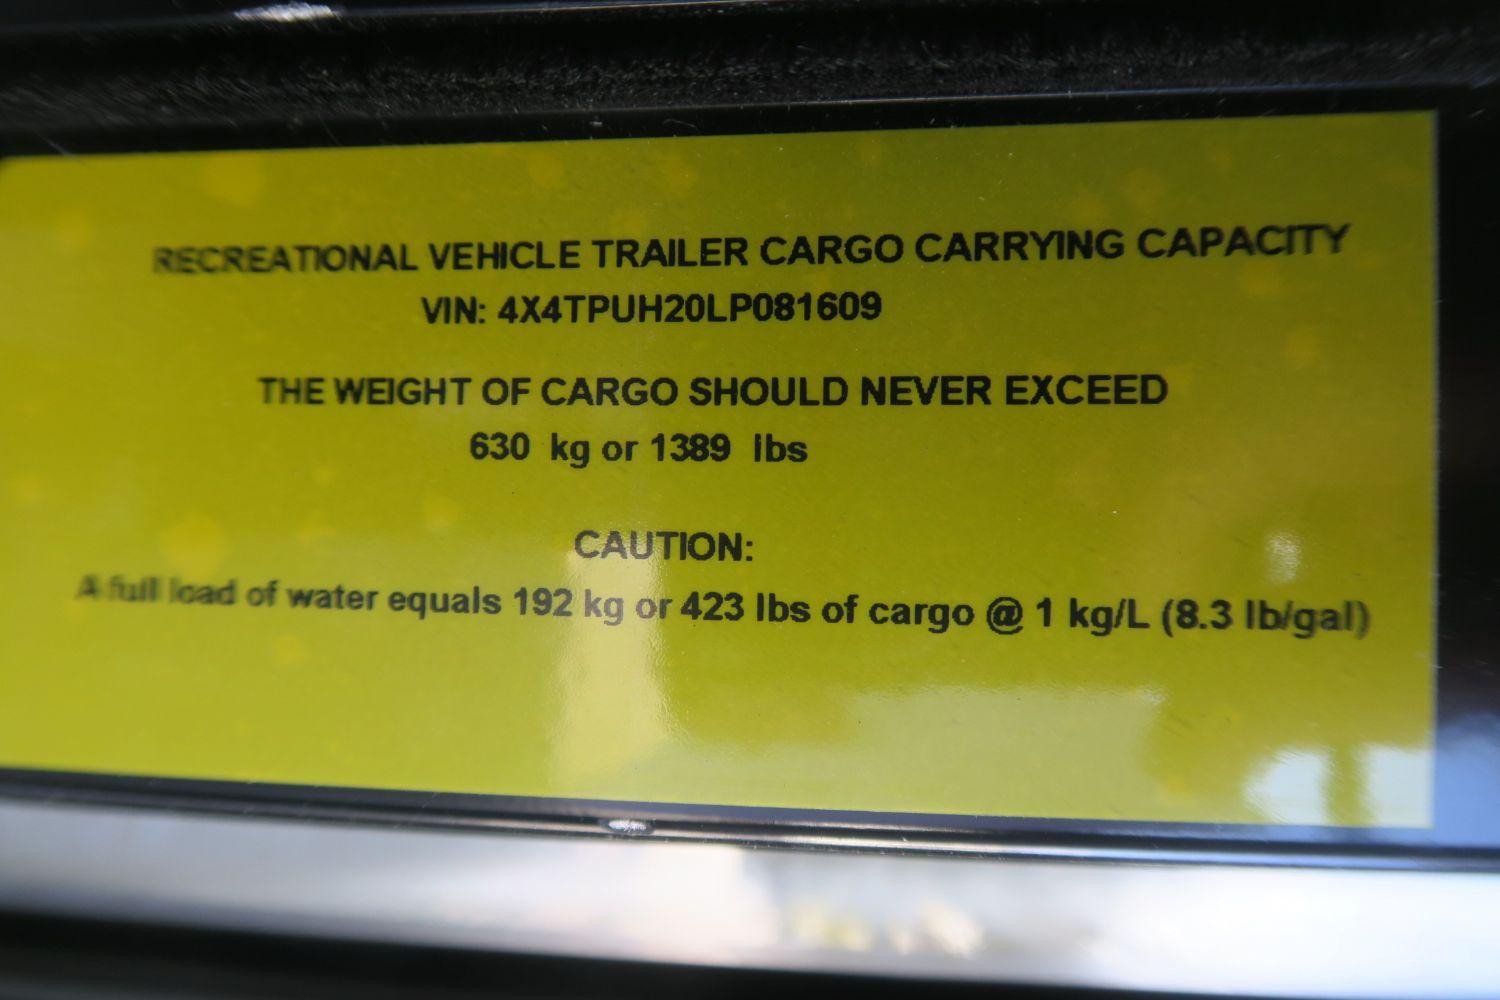 RECREATIONAL VEHICLE TRAILER CARGO CARRYING CAPACITY
VIN: 4X4TPUH20LP081609
THE WEIGHT OF CARGO SHOULD NEVER EXCEED
630 kg or 1389 lbs
CAUTION:
A full load of water equals 192 kg or 423 lbs of cargo @ 1 kg/L (8.3 lb/gal)